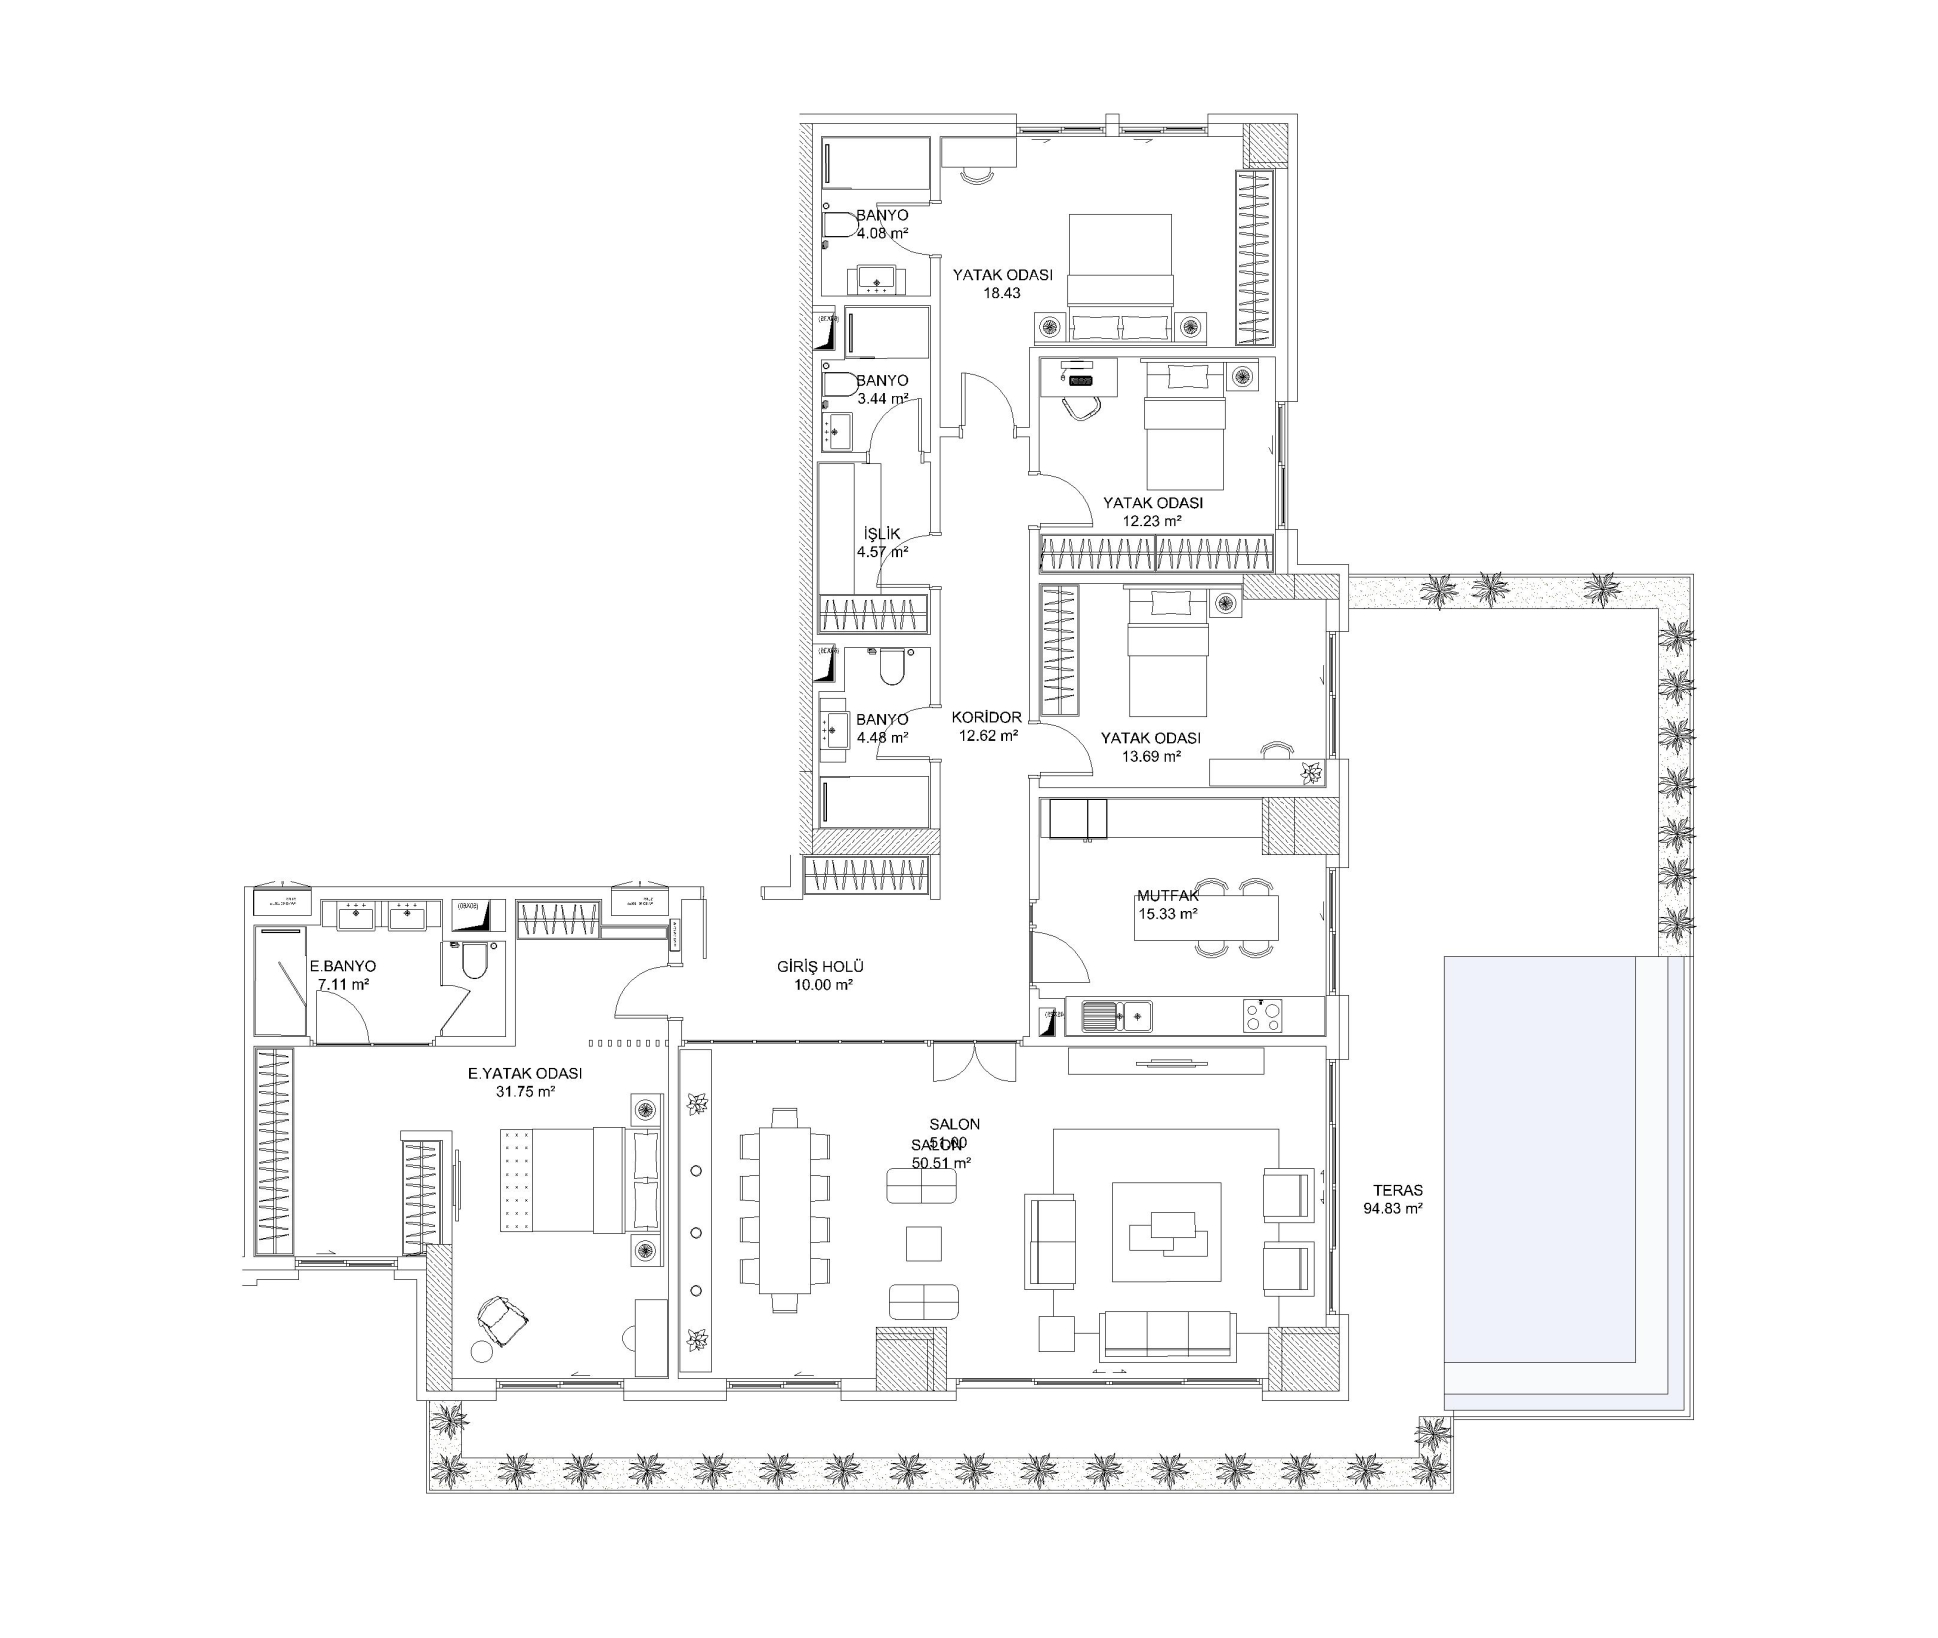 BANYO
4.08 m²
YATAK ODASI
18.43
BANYO
3.44 m²
YATAK ODASI
12.23 m²
İŞLİK
4.57 m²
BANYO
4.48 m²
KORİDOR
12.62 m²
YATAK ODASI
13.69 m²
MUTFAK
15.33 m²
E.BANYO
7.11 m²
GİRİŞ HOLÜ
10.00 m²
E.YATAK ODASI
31.75 m²
SALON
51.00
SALON
50.51 m²
TERAS
94.83 m²